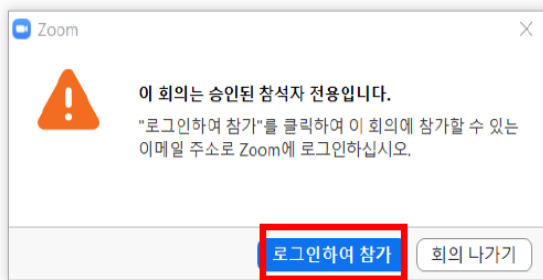 Zoom
이 회의는 승인된 참석자 전용입니다.
"로그인하여 참가"를 클릭하여 이 회의에 참가할 수 있는
이메일 주소로 Zoom에 로그인하십시오.
로그인하여 참가
회의 나가기